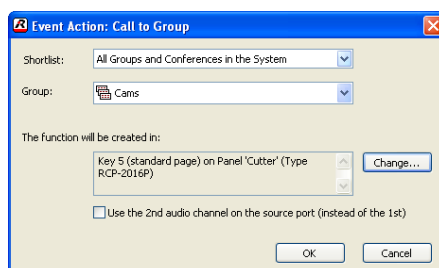 Event Action: Call to Group
Shortlist: All Groups and Conferences in the System
Group: Cams
The function will be created in:
Key 5 (standard page) on Panel 'Cutter' (Type
RCP-2016P)
Change...
Use the 2nd audio channel on the source port (instead of the 1st)
OK Cancel